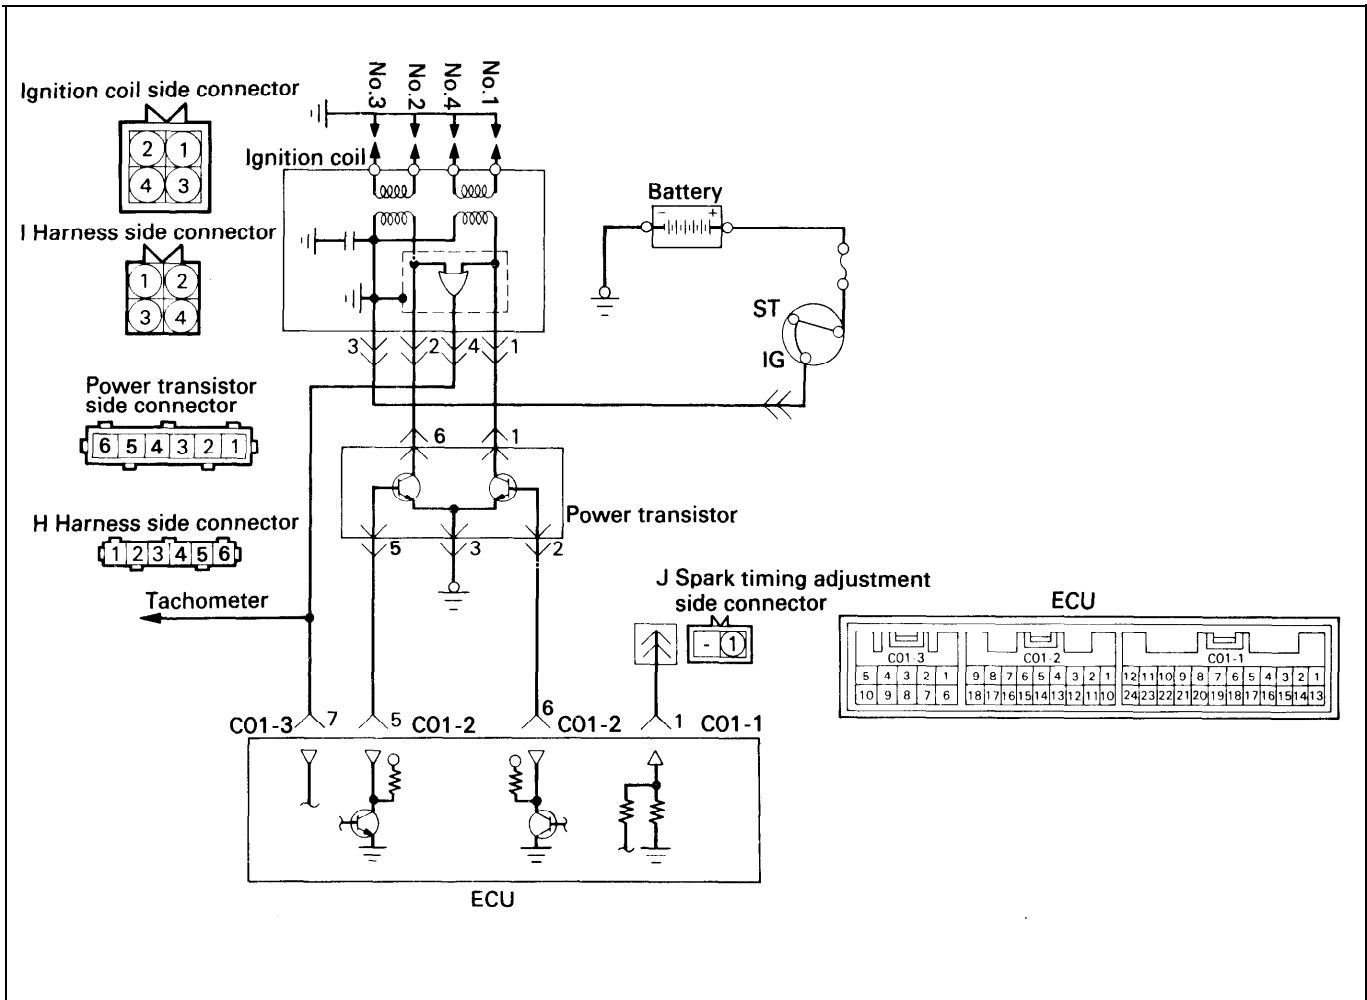 No.3 No.2 No.4 No.1
Ignition coil side connector
2 1
4 3
Ignition coil
I Harness side connector
1 2
3 4
Battery
- +
ST
IG
3 2 4 1
Power transistor
side connector
6 5 4 3 2 1
6 1
Power transistor
H Harness side connector
1 2 3 4 5 6
5 3 2
Tachometer
J Spark timing adjustment
side connector
- 1
ECU
C01-3 C01-2 C01-1
5 4 3 2 1 9 8 7 6 5 4 3 2 1 12 11 10 9 8 7 6 5 4 3 2 1
10 9 8 7 6 18 17 16 15 14 13 12 11 10 24 23 22 21 20 19 18 17 16 15 14 13
C01-3 7 5 C01-2 6 C01-2 1 C01-1
ECU